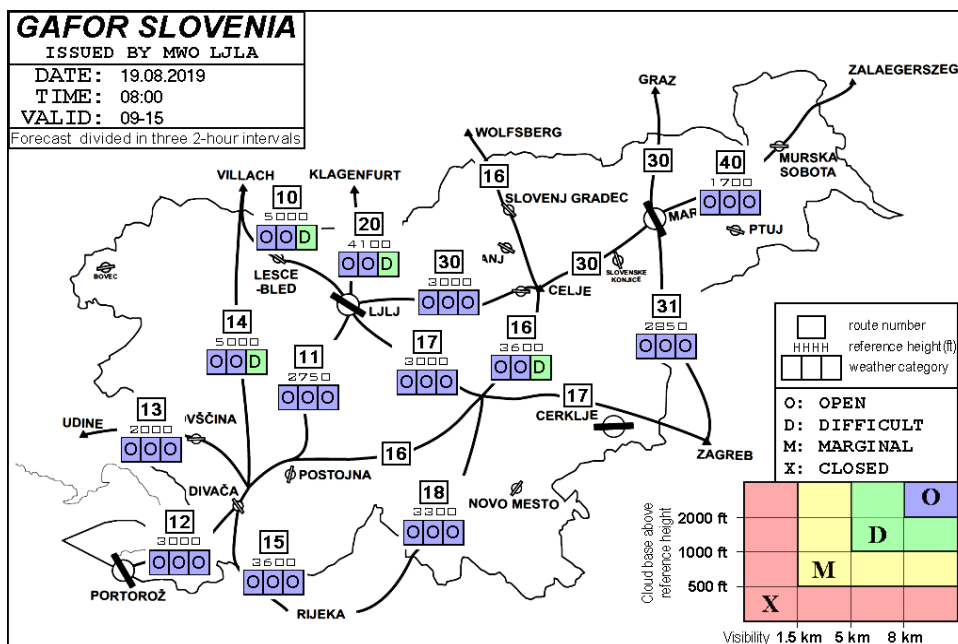 GAFOR SLOVENIA
ISSUED BY MWO LJLA
DATE: 19.08.2019
TIME: 08:00
VALID: 09-15
Forecast divided in three 2-hour intervals
GRAZ
ZALAEGERSZEG
WOLFSBERG
30
40
MURSKA
SOBOTA
1700
O O O
VILLACH
10
KLAGENFURT
16
SLOVENJ GRADEC
5000
O O D
20
4100
O O D
MAR
PTUJ
BOVEC
LESCE
-BLED
30
3000
O O O
ANJ
30
SLOVENSKE
KONJICE
CELJE
LJLJ
14
5000
O O D
11
2750
O O O
17
3000
O O O
16
3600
O O D
31
2850
O O O
route number
HHHH reference height(ft)
weather category
O: OPEN
D: DIFFICULT
M: MARGINAL
X: CLOSED
13
2000
O O O
UDINE
VŠČINA
17
CERKLJE
ZAGREB
16
POSTOJNA
DIVAČA
NOVO MESTO
18
3300
O O O
12
3000
O O O
PORTOROŽ
15
3600
O O O
RIJEKA
Cloud base above
reference height
2000 ft
1000 ft
500 ft
O
D
M
X
Visibility 1.5 km 5 km 8 km